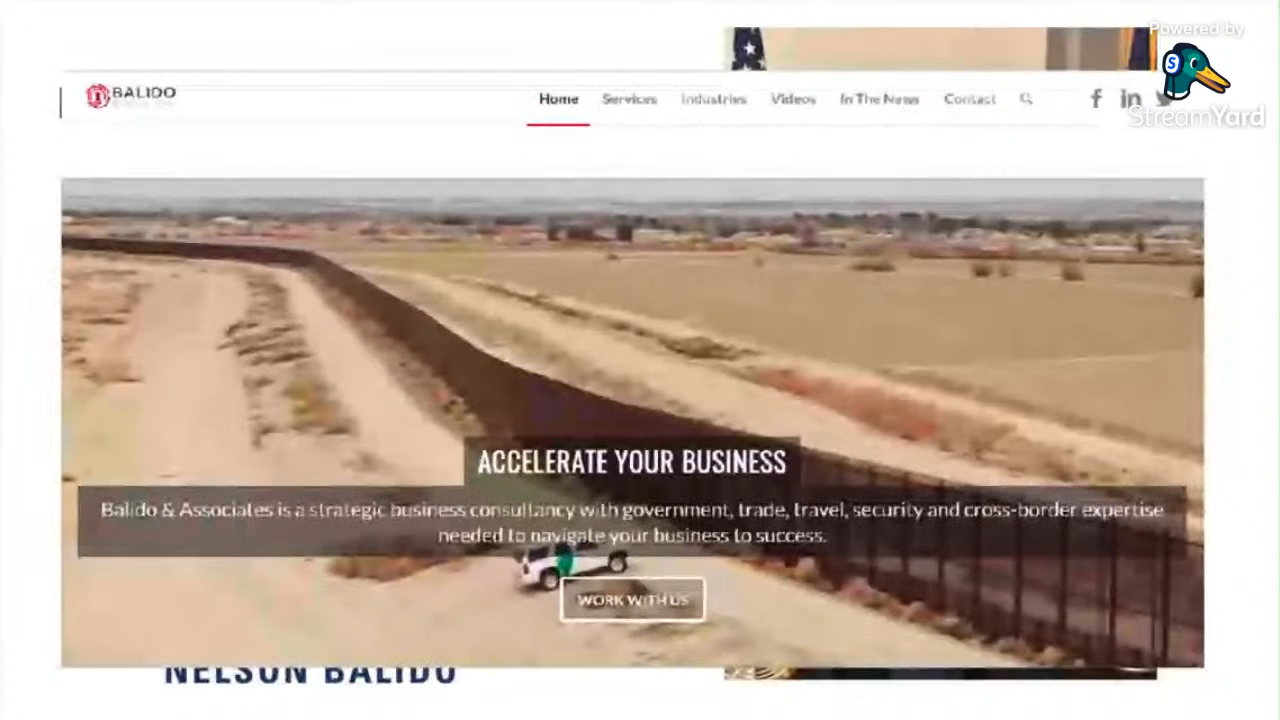 Powered by
StreamYard
BALIDO
Home Services Industries Videos In The News Contact
ACCELERATE YOUR BUSINESS
Balido & Associates is a strategic business consultancy with government, trade, travel, security and cross-border expertise
needed to navigate your business to success.
WORK WITH US
NELSON BALIDO